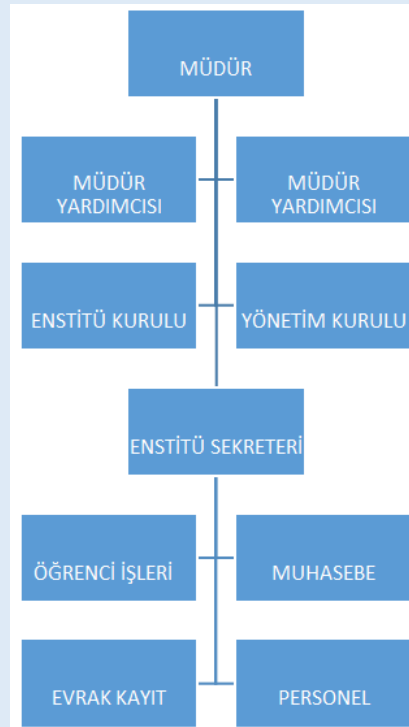 MÜDÜR
MÜDÜR
YARDIMCISI
MÜDÜR
YARDIMCISI
ENSTİTÜ KURULU
YÖNETİM KURULU
ENSTİTÜ SEKRETERİ
ÖĞRENCİ İŞLERİ
MUHASEBE
EVRAK KAYIT
PERSONEL